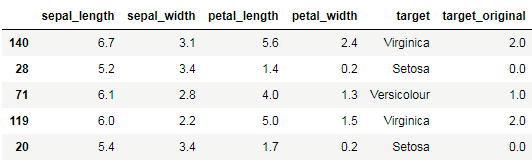 sepal_length sepal_width petal_length petal_width target target_original
140 6.7 3.1 5.6 2.4 Virginica 2.0
28 5.2 3.4 1.4 0.2 Setosa 0.0
71 6.1 2.8 4.0 1.3 Versicolour 1.0
119 6.0 2.2 5.0 1.5 Virginica 2.0
20 5.4 3.4 1.7 0.2 Setosa 0.0